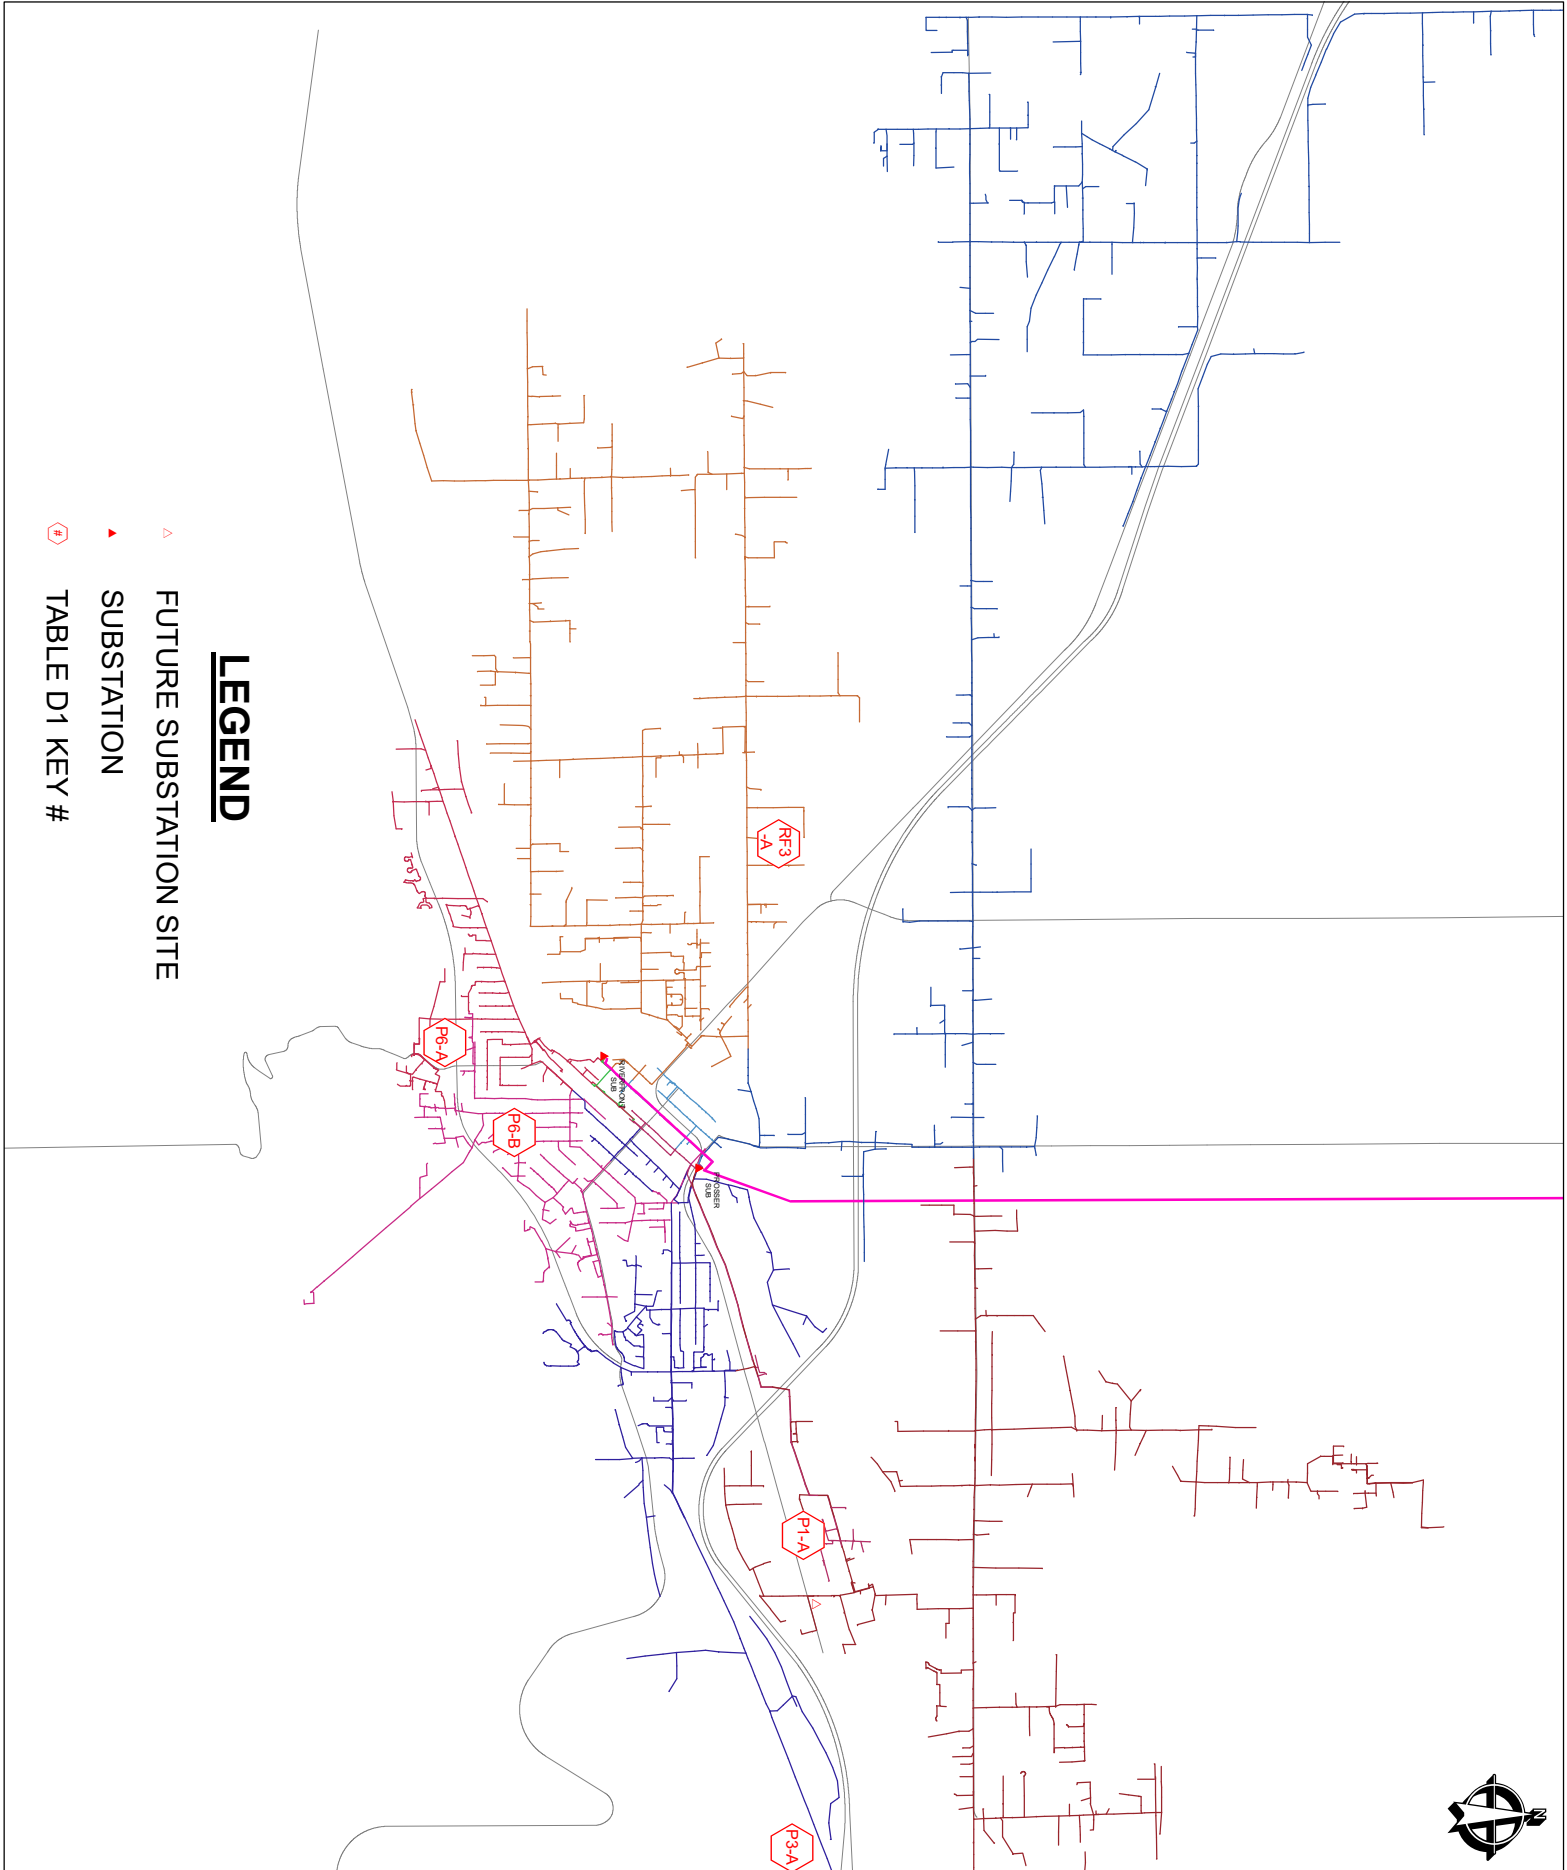 LEGEND
FUTURE SUBSTATION SITE
SUBSTATION
# TABLE D1 KEY #
RF3
-A
P6-A
P6-B
RIVERFRONT
SUB
PROSSER
SUB
P1-A
P3-A
N